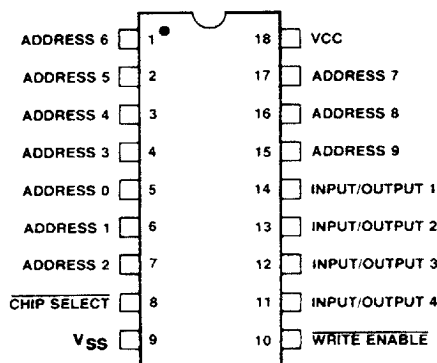 ADDRESS 6 1 18 VCC
ADDRESS 5 2 17 ADDRESS 7
ADDRESS 4 3 16 ADDRESS 8
ADDRESS 3 4 15 ADDRESS 9
ADDRESS 0 5 14 INPUT/OUTPUT 1
ADDRESS 1 6 13 INPUT/OUTPUT 2
ADDRESS 2 7 12 INPUT/OUTPUT 3
CHIP SELECT 8 11 INPUT/OUTPUT 4
VSS 9 10 WRITE ENABLE